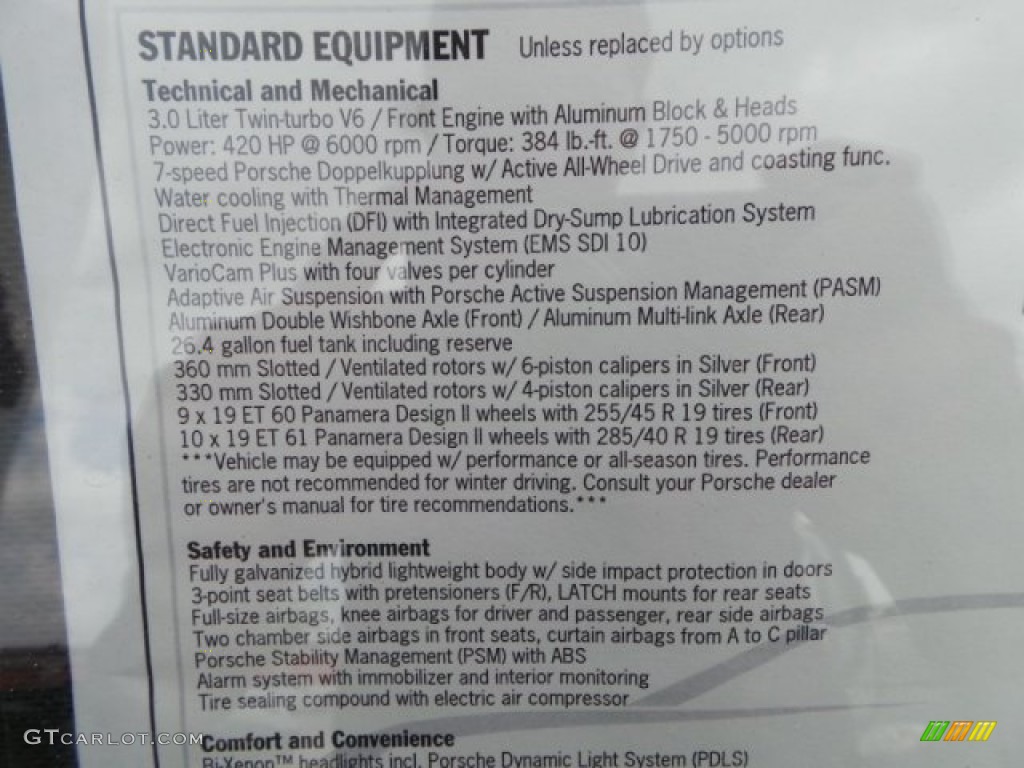 STANDARD EQUIPMENT Unless replaced by options
Technical and Mechanical
3.0 Liter Twin-turbo V6 / Front Engine with Aluminum Block & Heads
Power: 420 HP @ 6000 rpm / Torque: 384 lb.-ft. @ 1750 - 5000 rpm
7-speed Porsche Doppelkupplung w/ Active All-Wheel Drive and coasting func.
Water cooling with Thermal Management
Direct Fuel Injection (DFI) with Integrated Dry-Sump Lubrication System
Electronic Engine Management System (EMS SDI 10)
VarioCam Plus with four valves per cylinder
Adaptive Air Suspension with Porsche Active Suspension Management (PASM)
Aluminum Double Wishbone Axle (Front) / Aluminum Multi-link Axle (Rear)
26.4 gallon fuel tank including reserve
360 mm Slotted / Ventilated rotors w/ 6-piston calipers in Silver (Front)
330 mm Slotted / Ventilated rotors w/ 4-piston calipers in Silver (Rear)
9 x 19 ET 60 Panamera Design II wheels with 255/45 R 19 tires (Front)
10 x 19 ET 61 Panamera Design II wheels with 285/40 R 19 tires (Rear)
***Vehicle may be equipped w/ performance or all-season tires. Performance
tires are not recommended for winter driving. Consult your Porsche dealer
or owner's manual for tire recommendations.***
Safety and Environment
Fully galvanized hybrid lightweight body w/ side impact protection in doors
3-point seat belts with pretensioners (F/R), LATCH mounts for rear seats
Full-size airbags, knee airbags for driver and passenger, rear side airbags
Two chamber side airbags in front seats, curtain airbags from A to C pillar
Porsche Stability Management (PSM) with ABS
Alarm system with immobilizer and interior monitoring
Tire sealing compound with electric air compressor
Comfort and Convenience
Bi-Xenon™ headlights incl. Porsche Dynamic Light System (PDLS)
GTCARLOT.COM